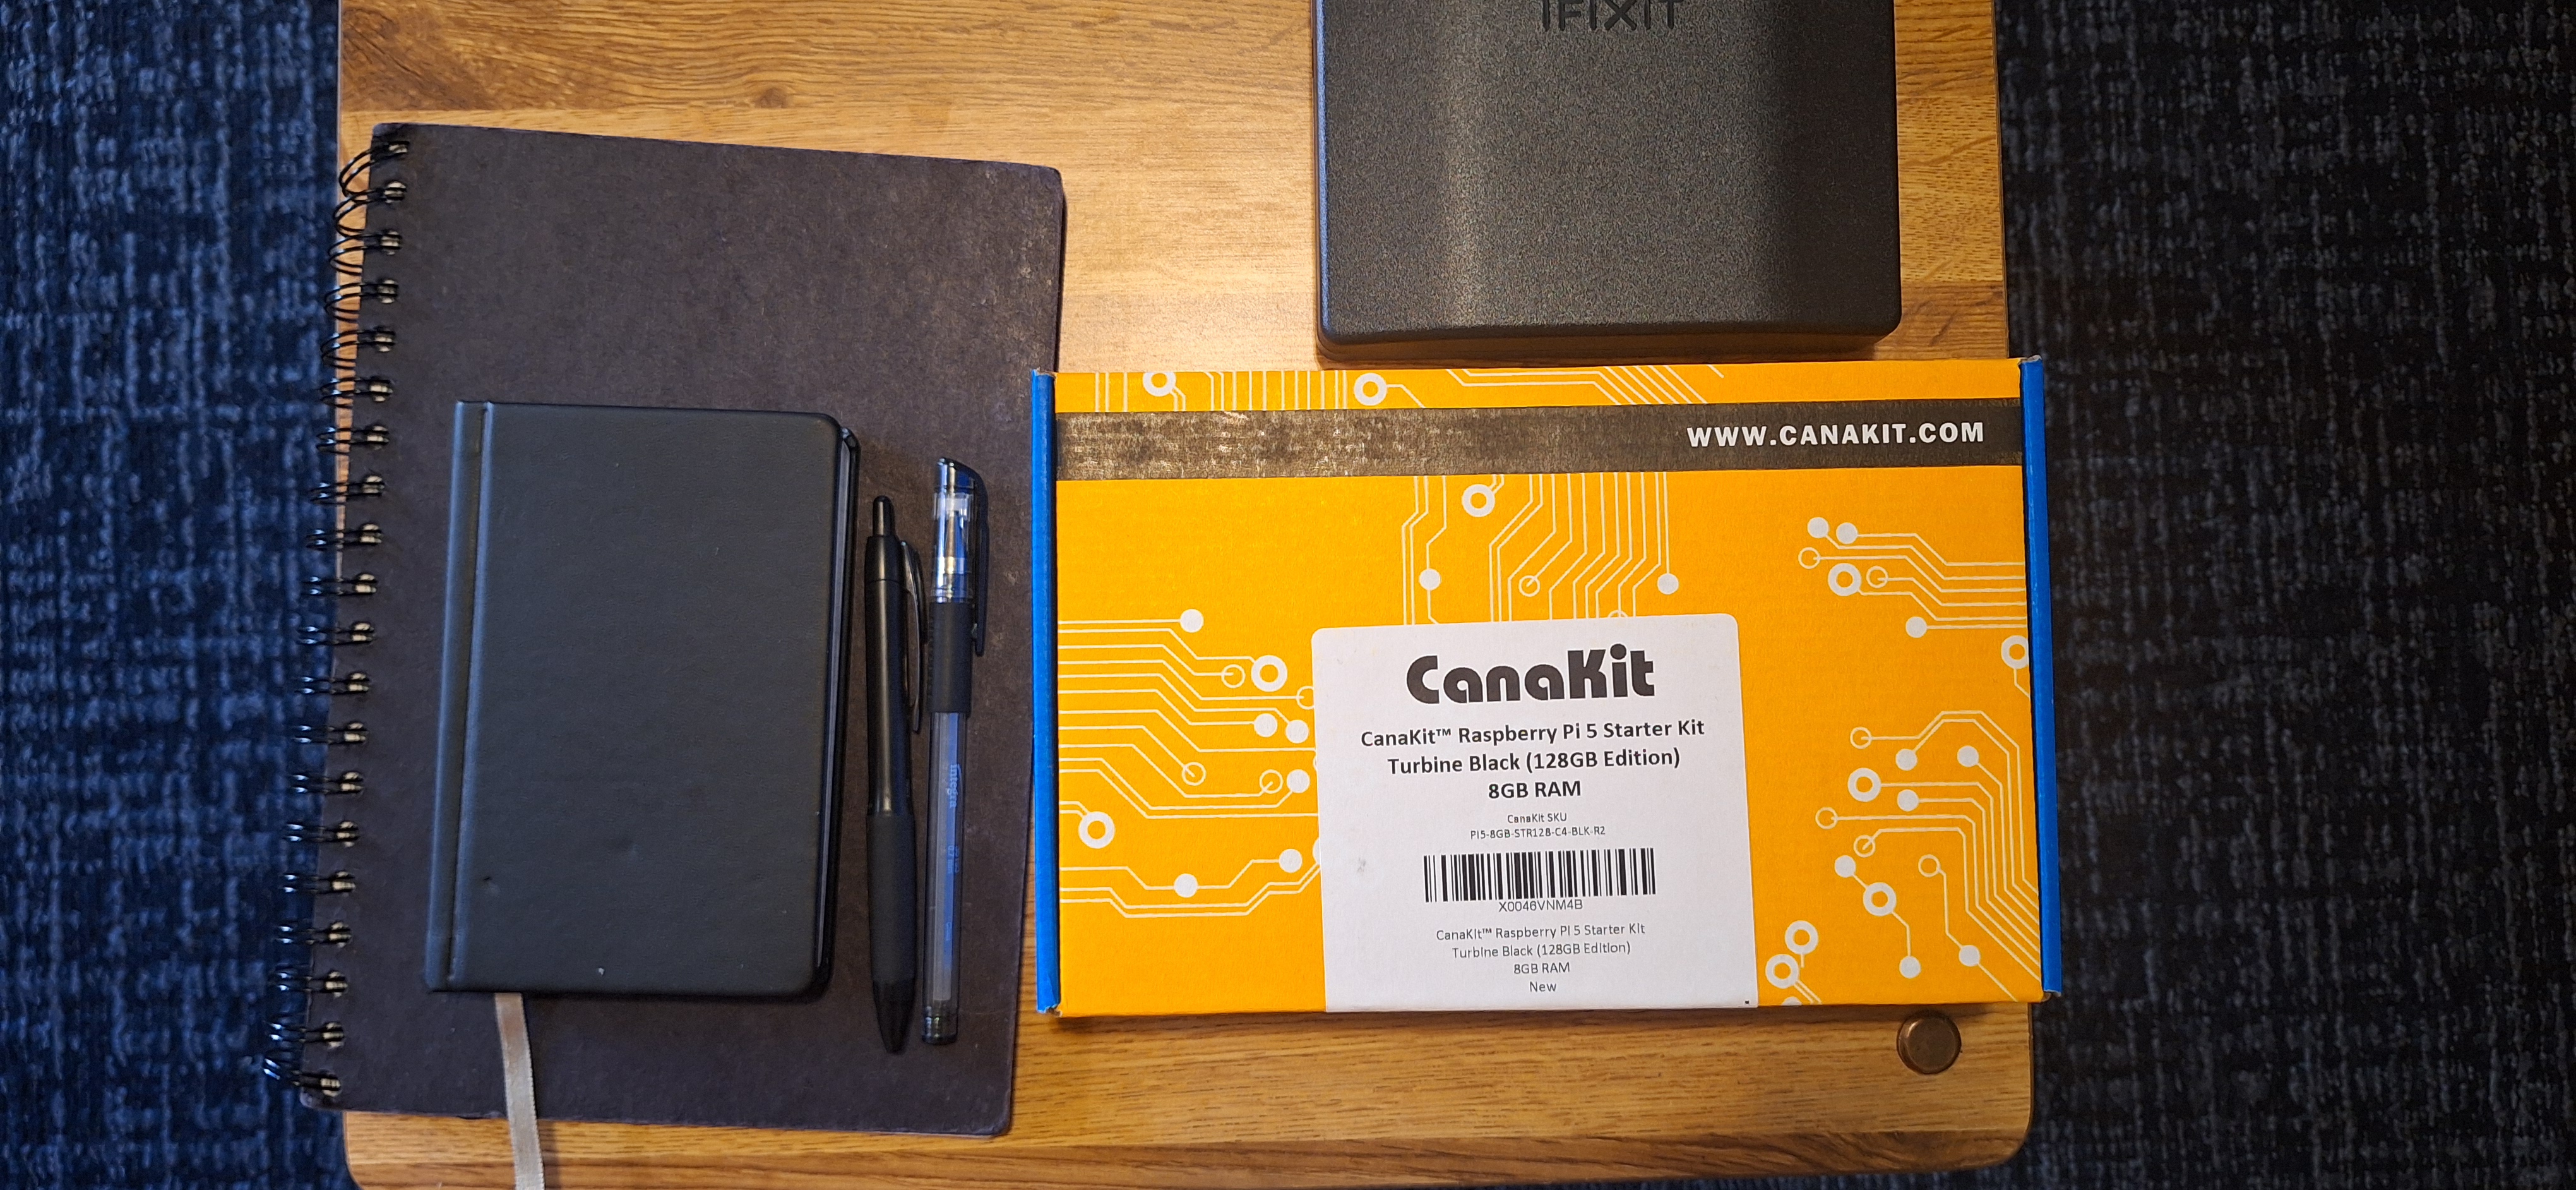 CanaKit
CanaKit™ Raspberry Pi 5 Starter Kit
Turbine Black (128GB Edition)
8GB RAM
CanaKit SKU
PI5-8GB-STR128-C4-BLK-R2
X0046VNM4B
CanaKit™ Raspberry Pi 5 Starter Kit
Turbine Black (128GB Edition)
8GB RAM
New
WWW.CANAKIT.COM
IFIXIT
integra